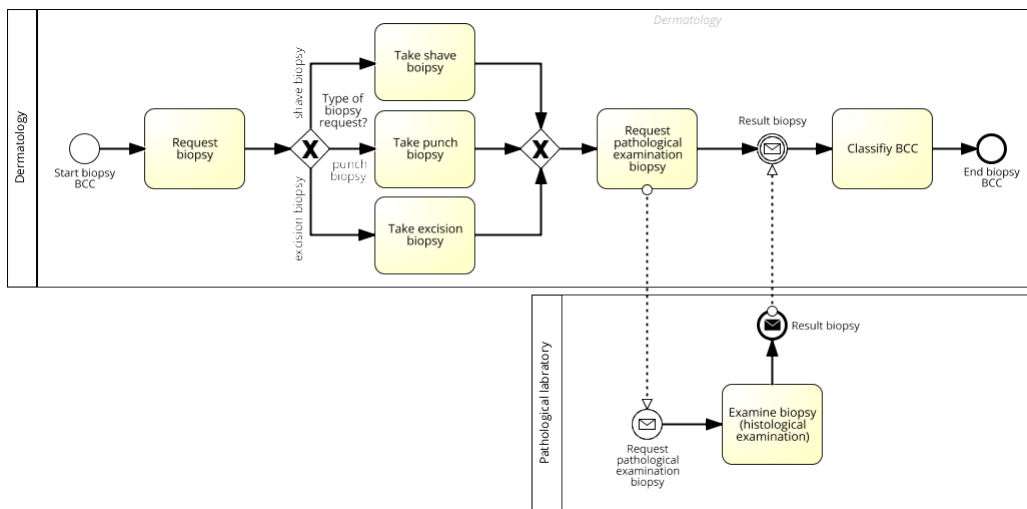 Dermatology
Dermatology
Start biopsy
BCC
Request
biopsy
shave biopsy
Type of
biopsy
request?
punch
biopsy
excision biopsy
Take shave
boipsy
Take punch
biopsy
Take excision
biopsy
Request
pathological
examination
biopsy
Result biopsy
Classifiy BCC
End biopsy
BCC
Pathological labratory
Request
pathological
examination
biopsy
Examine biopsy
(histological
examination)
Result biopsy